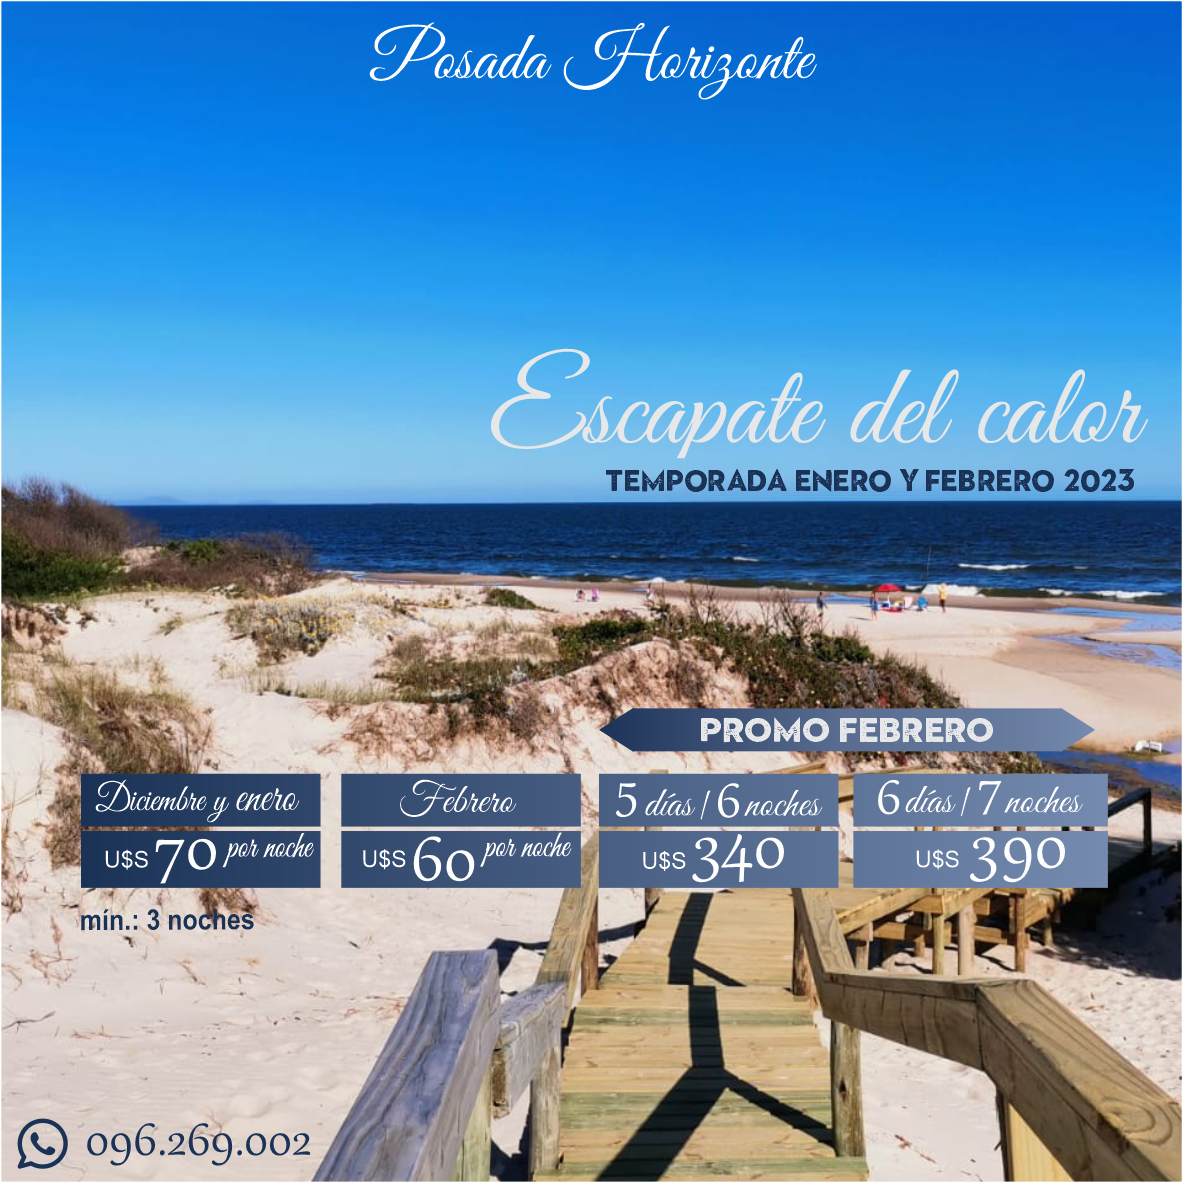 Posada Horizonte
Escapate del calor
TEMPORADA ENERO Y FEBRERO 2023
PROMO FEBRERO
Diciembre y enero
U$S 70 por noche
Febrero
U$S 60 por noche
5 días / 6 noches
U$S 340
6 días / 7 noches
U$S 390
mín.: 3 noches
096.269.002